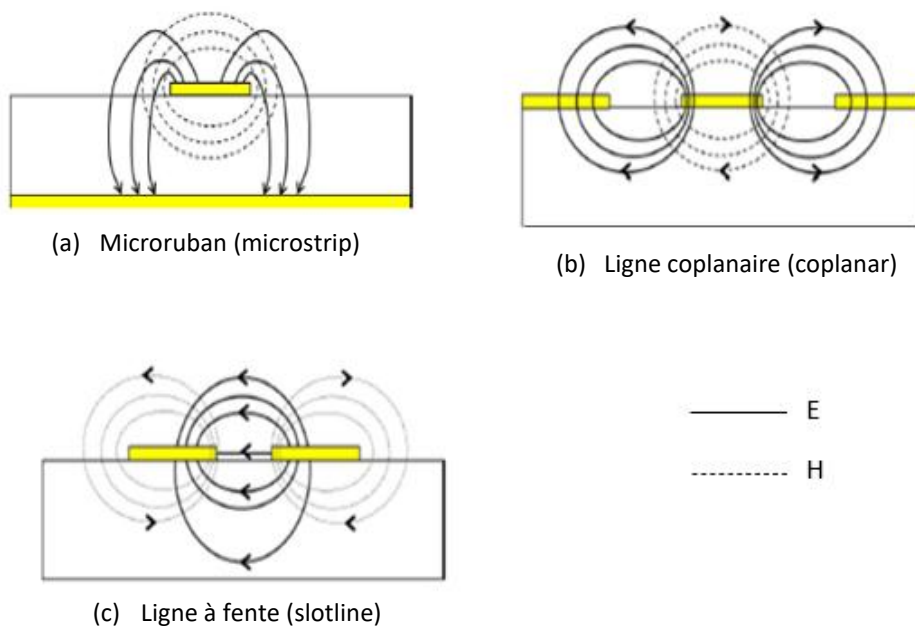 (a) Microruban (microstrip)
(b) Ligne coplanaire (coplanar)
E
H
(c) Ligne à fente (slotline)